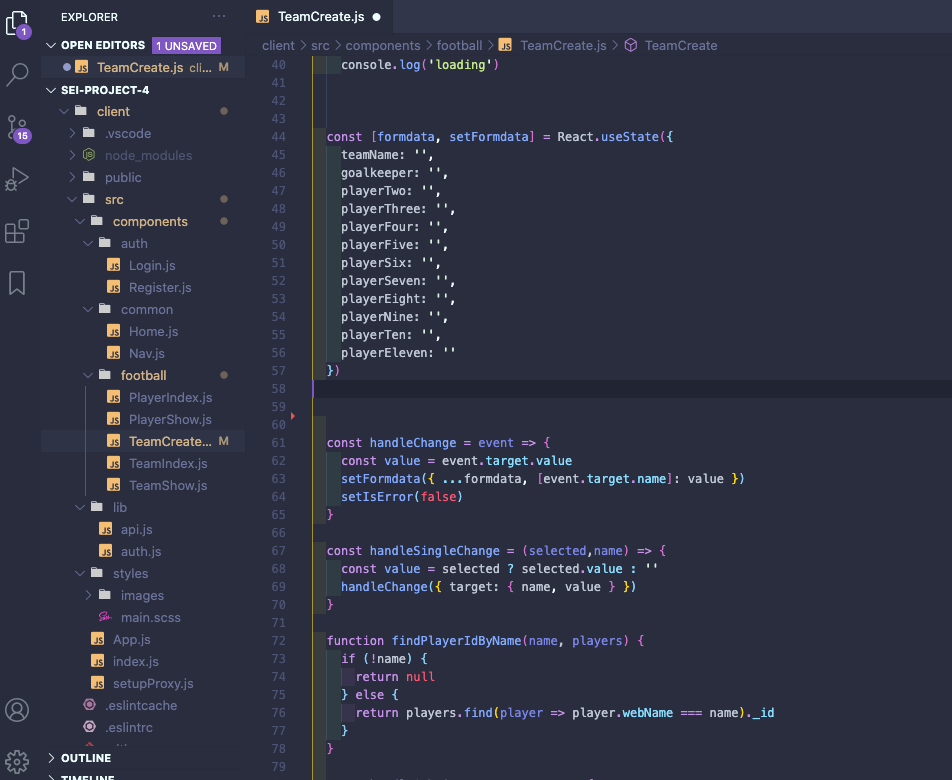 EXPLORER
···
OPEN EDITORS 1 UNSAVED
JS TeamCreate.js cli... M
SEI-PROJECT-4
client
.vscode
node_modules
public
src
components
auth
JS Login.js
JS Register.js
common
JS Home.js
JS Nav.js
football
JS PlayerIndex.js
JS PlayerShow.js
JS TeamCreate... M
JS TeamIndex.js
JS TeamShow.js
lib
JS api.js
JS auth.js
styles
images
main.scss
JS App.js
JS index.js
JS setupProxy.js
.eslintcache
.eslintrc
OUTLINE
TIMELINE
1
15
JS TeamCreate.js
client > src > components > football > JS TeamCreate.js > TeamCreate
40 console.log('loading')
41
42
43
44 const [formdata, setFormdata] = React.useState({
45 teamName: '',
46 goalkeeper: '',
47 playerTwo: '',
48 playerThree: '',
49 playerFour: '',
50 playerFive: '',
51 playerSix: '',
52 playerSeven: '',
53 playerEight: '',
54 playerNine: '',
55 playerTen: '',
56 playerEleven: ''
57 })
58
59
60
61 const handleChange = event => {
62 const value = event.target.value
63 setFormdata({ ...formdata, [event.target.name]: value })
64 setIsError(false)
65 }
66
67 const handleSingleChange = (selected,name) => {
68 const value = selected ? selected.value : ''
69 handleChange({ target: { name, value } })
70 }
71
72 function findPlayerIdByName(name, players) {
73 if (!name) {
74 return null
75 } else {
76 return players.find(player => player.webName === name)._id
77 }
78 }
79